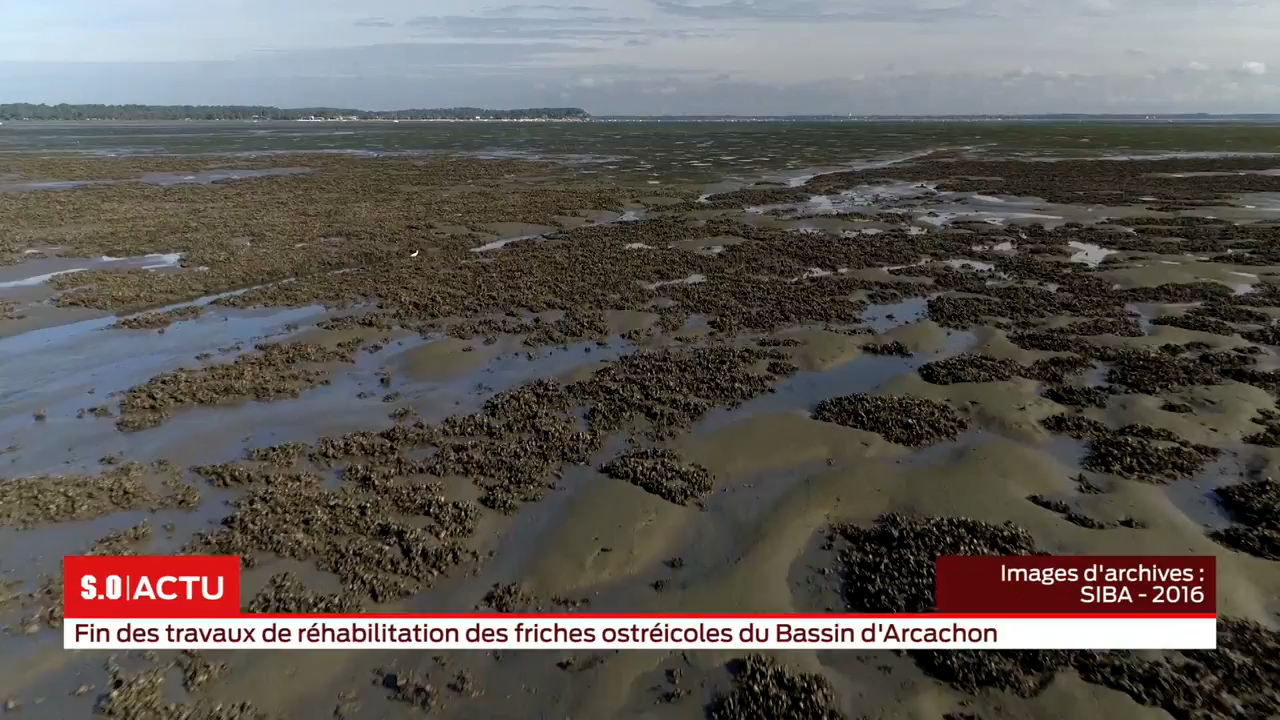 Images d'archives :
SIBA - 2016
S.O|ACTU
Fin des travaux de réhabilitation des friches ostréicoles du Bassin d'Arcachon